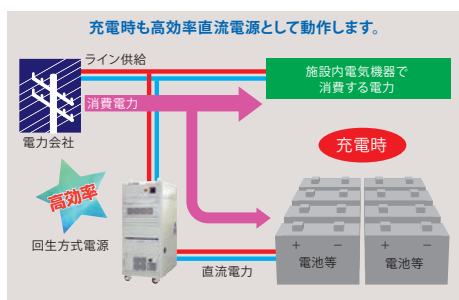 充電時も高効率直流電源として動作します。
ライン供給
施設内電気機器で
消費する電力
消費電力
電力会社
充電時
高効率
回生方式電源
直流電力
＋ －
電池等
＋ －
電池等